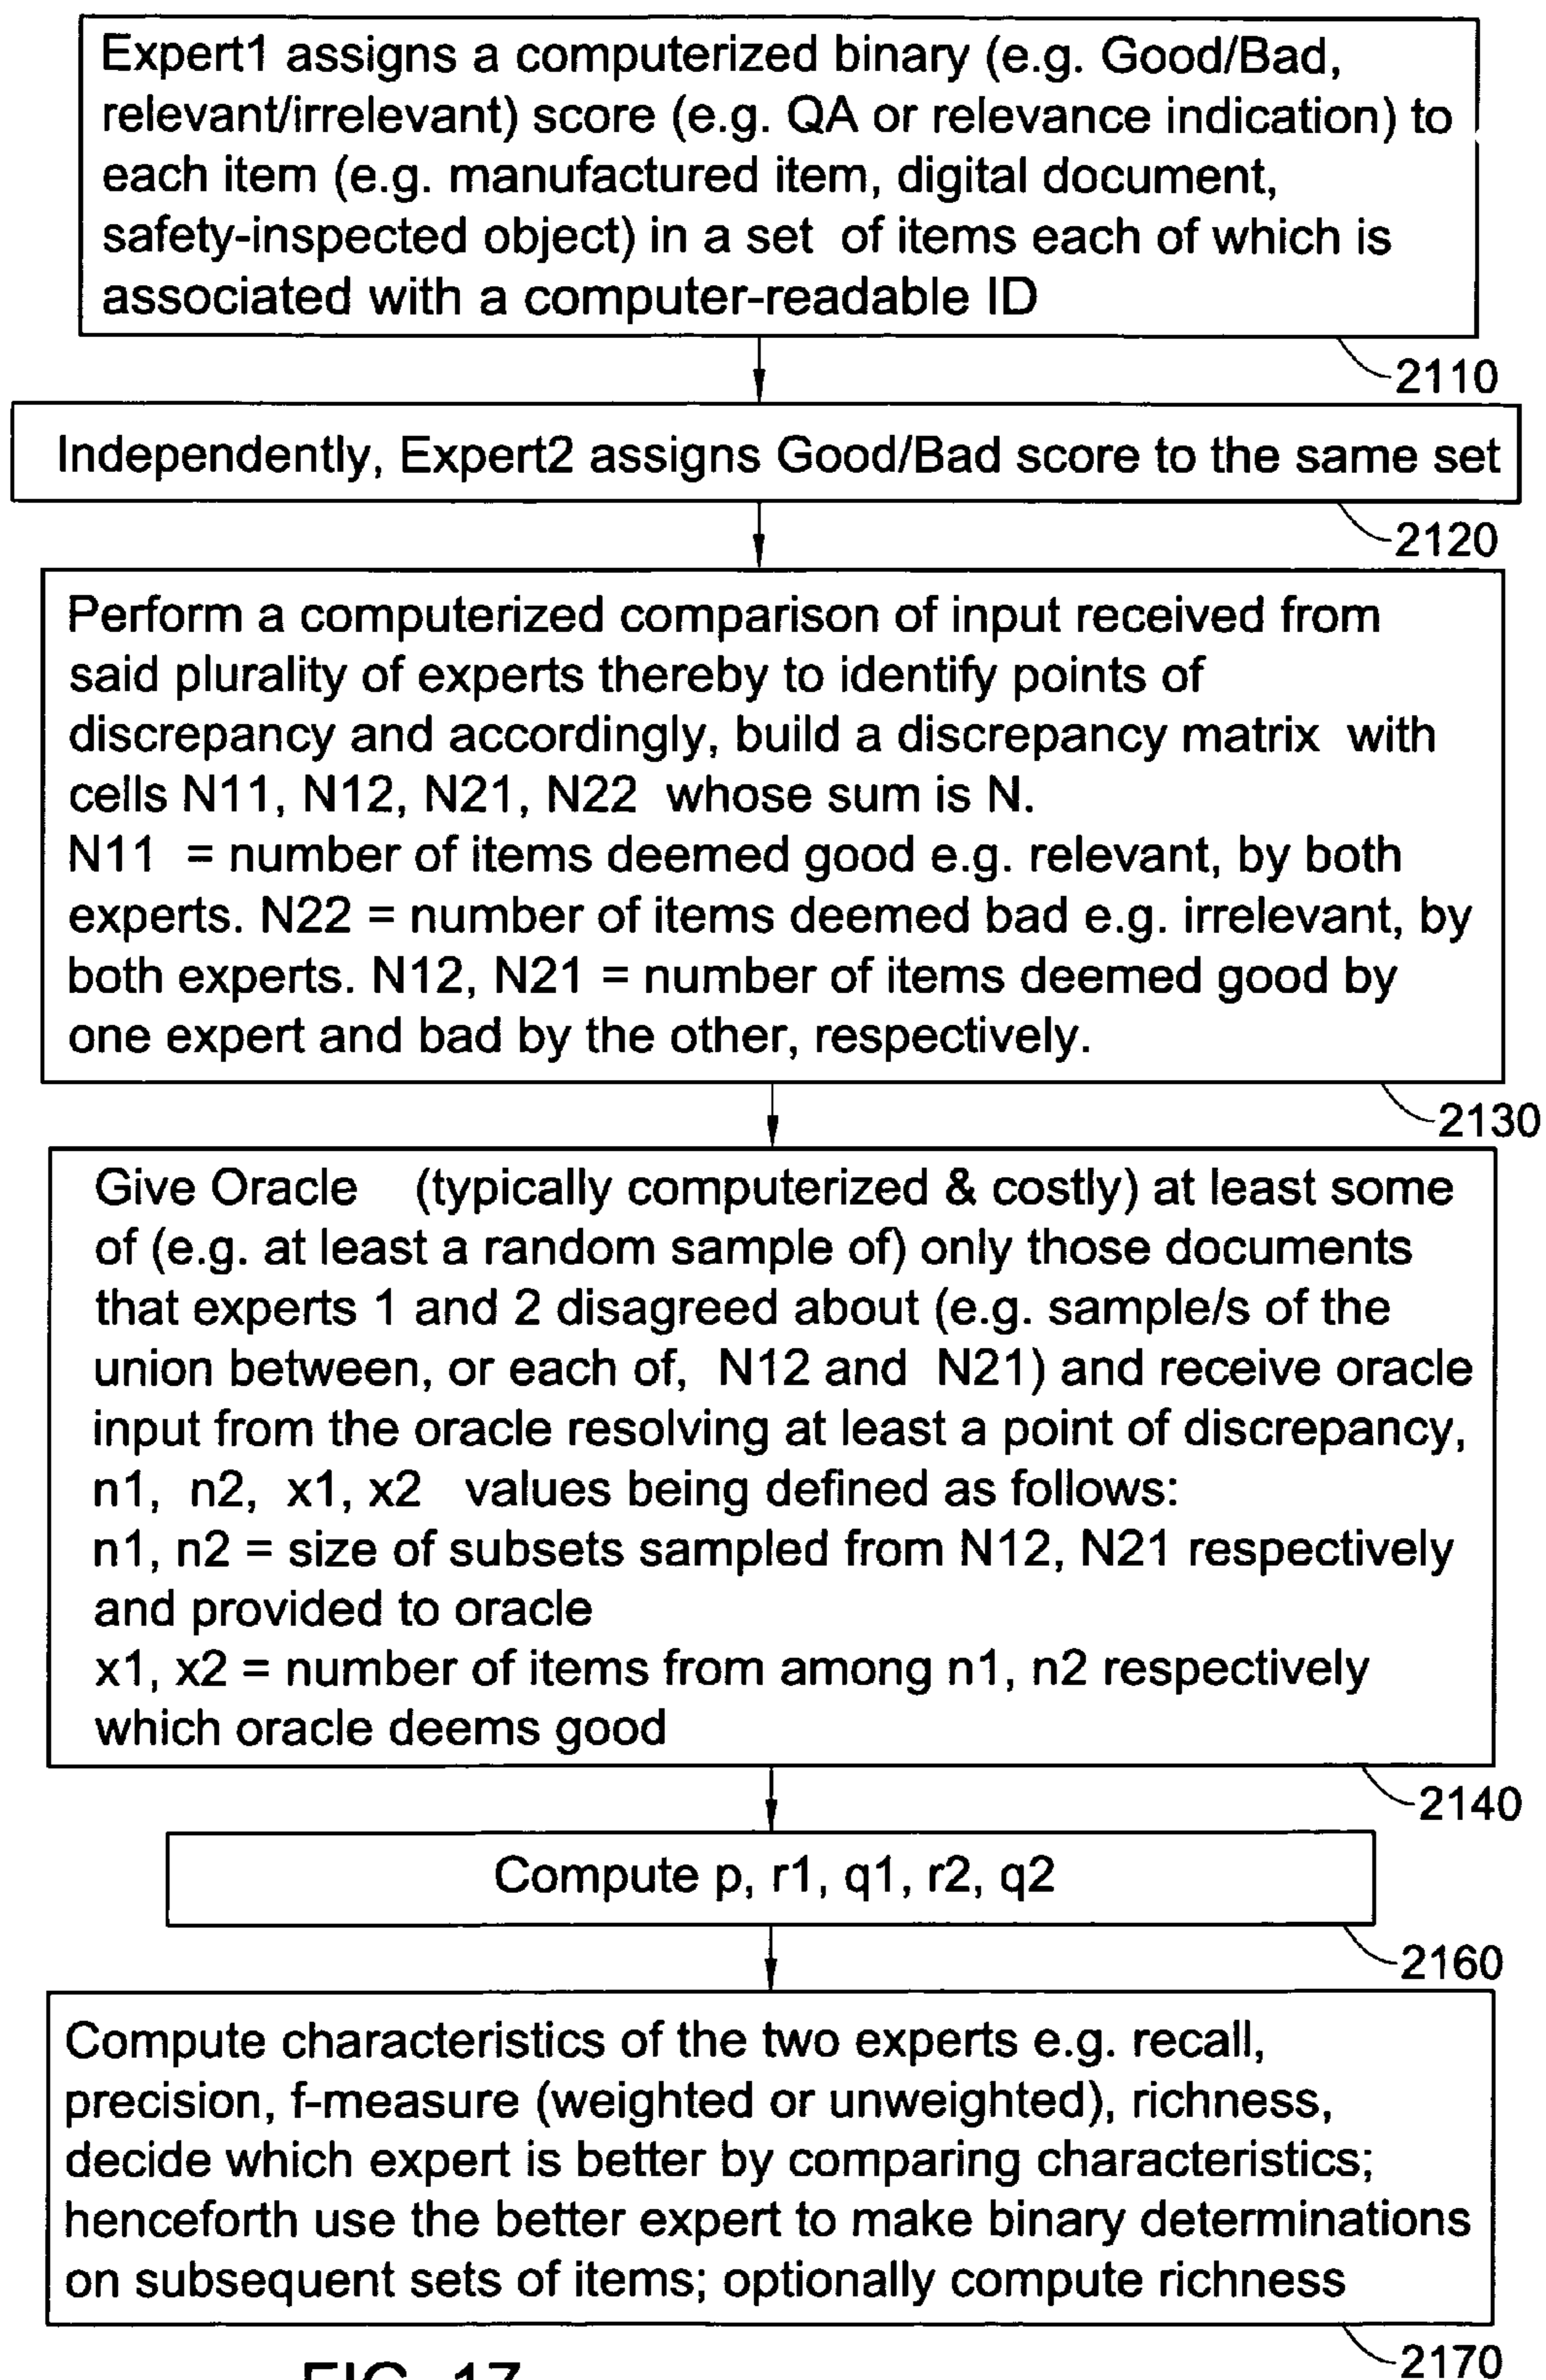 Expert1 assigns a computerized binary (e.g. Good/Bad,
relevant/irrelevant) score (e.g. QA or relevance indication) to
each item (e.g. manufactured item, digital document,
safety-inspected object) in a set of items each of which is
associated with a computer-readable ID
2110
Independently, Expert2 assigns Good/Bad score to the same set
2120
Perform a computerized comparison of input received from
said plurality of experts thereby to identify points of
discrepancy and accordingly, build a discrepancy matrix with
cells N11, N12, N21, N22 whose sum is N.
N11 = number of items deemed good e.g. relevant, by both
experts. N22 = number of items deemed bad e.g. irrelevant, by
both experts. N12, N21 = number of items deemed good by
one expert and bad by the other, respectively.
2130
Give Oracle (typically computerized & costly) at least some
of (e.g. at least a random sample of) only those documents
that experts 1 and 2 disagreed about (e.g. sample/s of the
union between, or each of, N12 and N21) and receive oracle
input from the oracle resolving at least a point of discrepancy,
n1, n2, x1, x2 values being defined as follows:
n1, n2 = size of subsets sampled from N12, N21 respectively
and provided to oracle
x1, x2 = number of items from among n1, n2 respectively
which oracle deems good
2140
Compute p, r1, q1, r2, q2
2160
Compute characteristics of the two experts e.g. recall,
precision, f-measure (weighted or unweighted), richness,
decide which expert is better by comparing characteristics;
henceforth use the better expert to make binary determinations
on subsequent sets of items; optionally compute richness
2170
FIG. 17